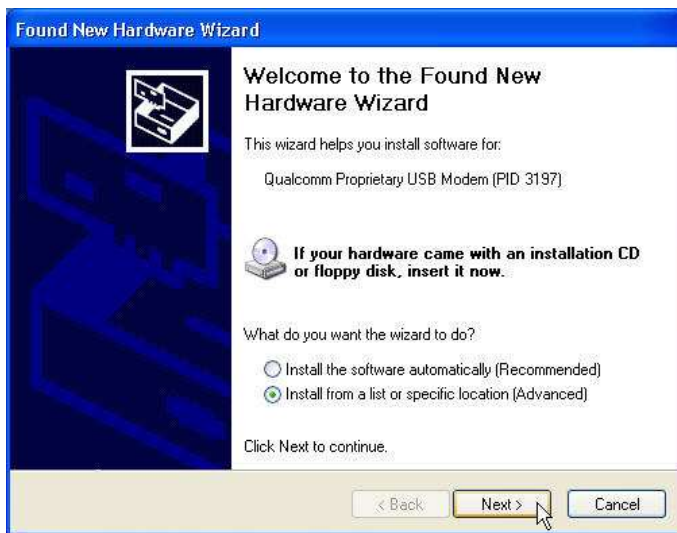 Found New Hardware Wizard
Welcome to the Found New
Hardware Wizard
This wizard helps you install software for:
Qualcomm Proprietary USB Modem (PID 3197)
If your hardware came with an installation CD
or floppy disk, insert it now.
What do you want the wizard to do?
Install the software automatically (Recommended)
Install from a list or specific location (Advanced)
Click Next to continue.
< Back
Next >
Cancel